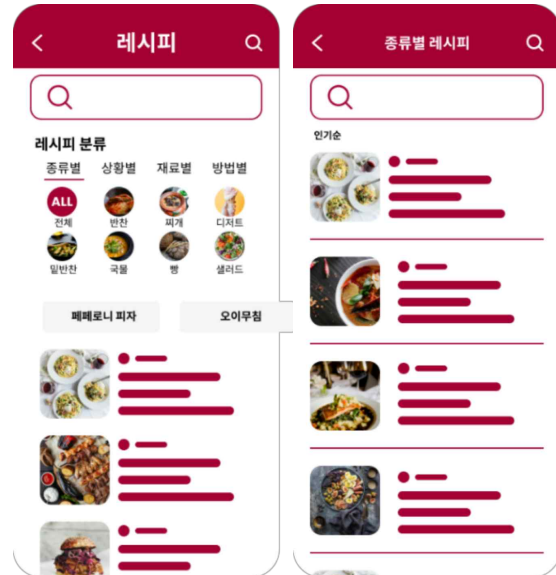 레시피
레시피 분류
종류별 상황별 재료별 방법별
ALL
전체 반찬 찌개 디저트
밑반찬 국물 빵 샐러드
페페로니 피자 오이무침
종류별 레시피
인기순